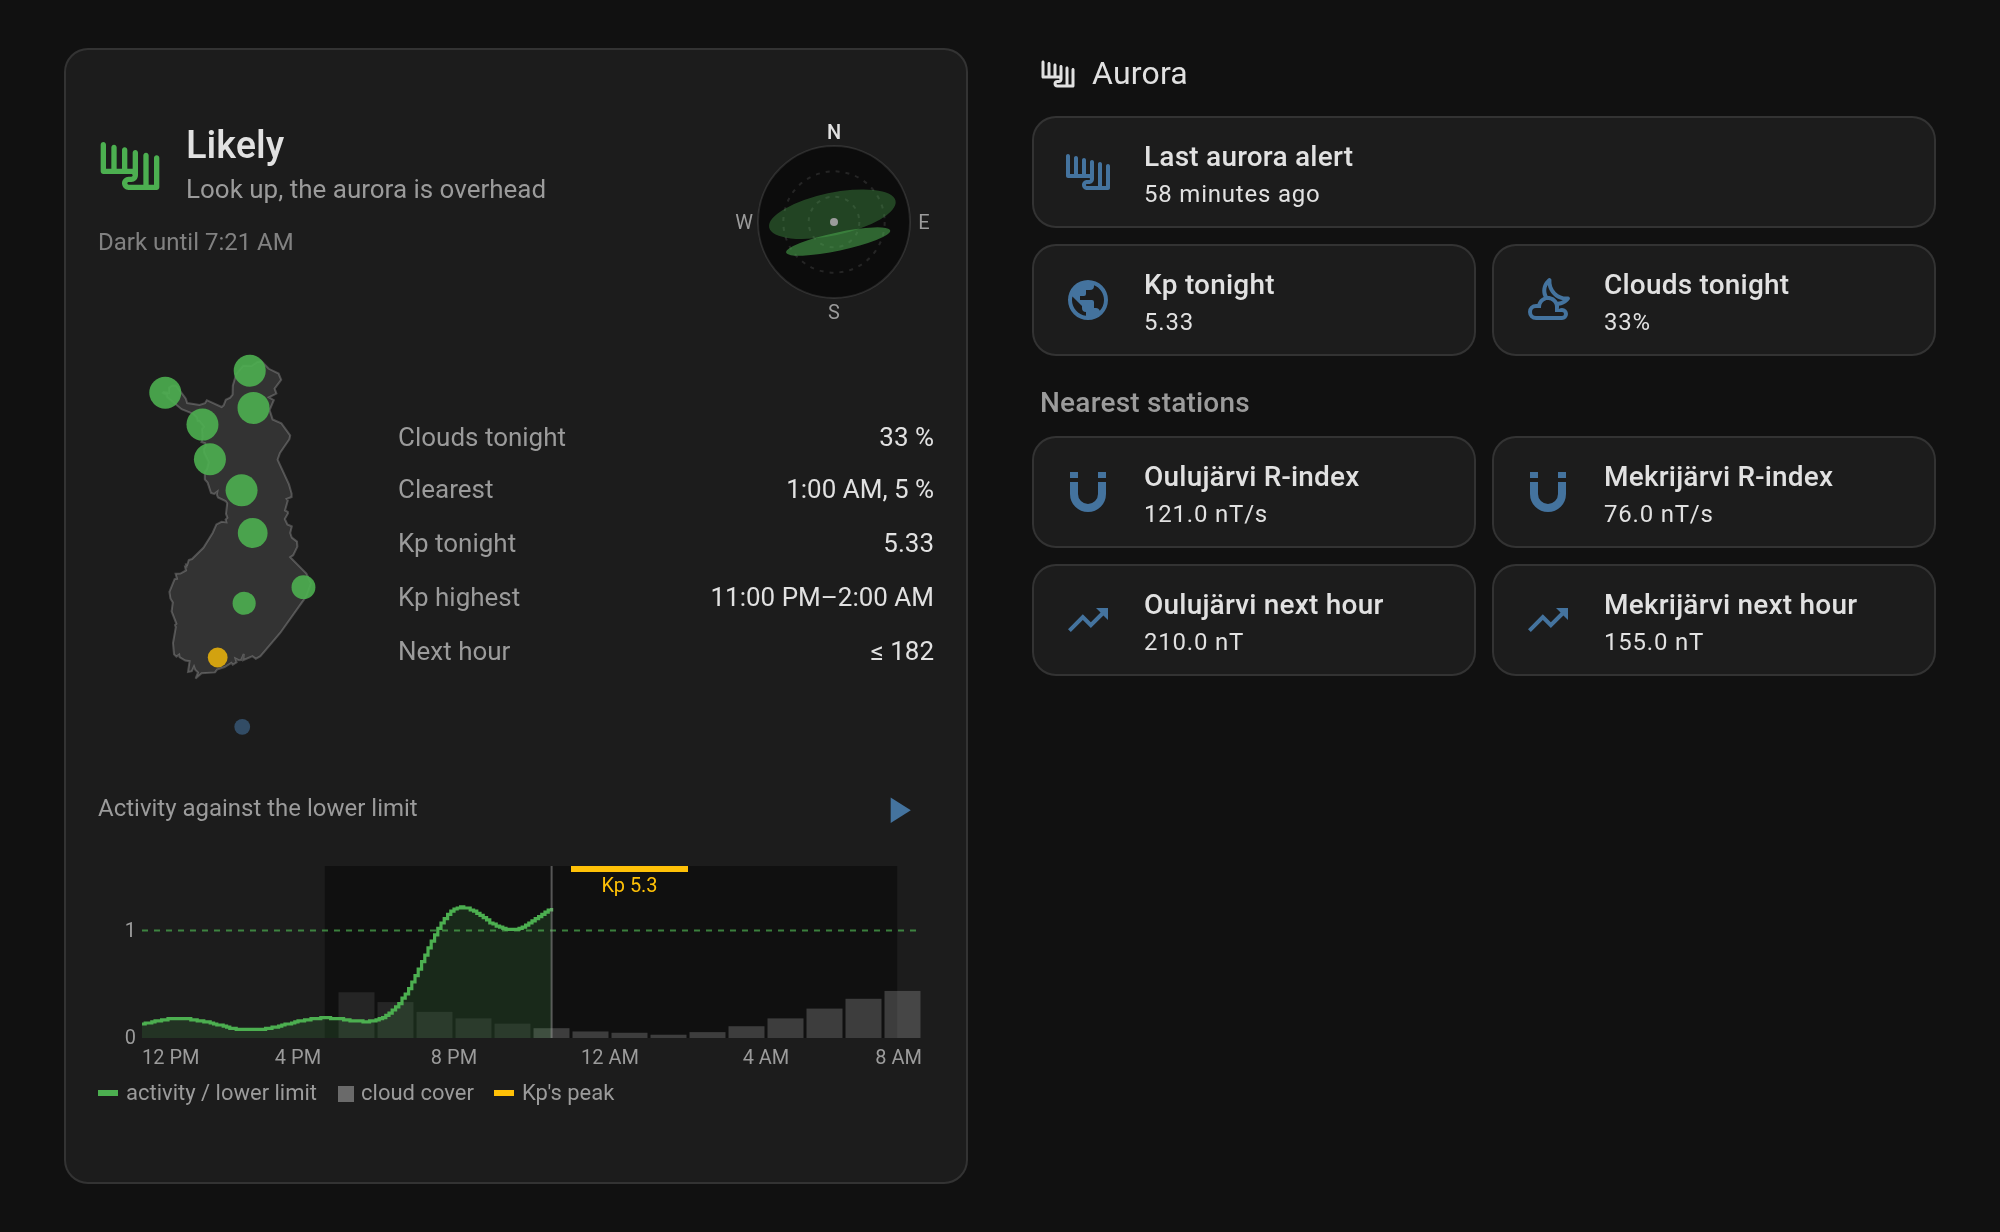 Likely
Look up, the aurora is overhead
Dark until 7:21 AM
N
W
E
S
Clouds tonight 33 %
Clearest 1:00 AM, 5 %
Kp tonight 5.33
Kp highest 11:00 PM–2:00 AM
Next hour ≤ 182
Activity against the lower limit
Kp 5.3
1
0
12 PM 4 PM 8 PM 12 AM 4 AM 8 AM
activity / lower limit cloud cover Kp's peak
Aurora
Last aurora alert
58 minutes ago
Kp tonight
5.33
Clouds tonight
33%
Nearest stations
Oulujärvi R-index
121.0 nT/s
Mekrijärvi R-index
76.0 nT/s
Oulujärvi next hour
210.0 nT
Mekrijärvi next hour
155.0 nT